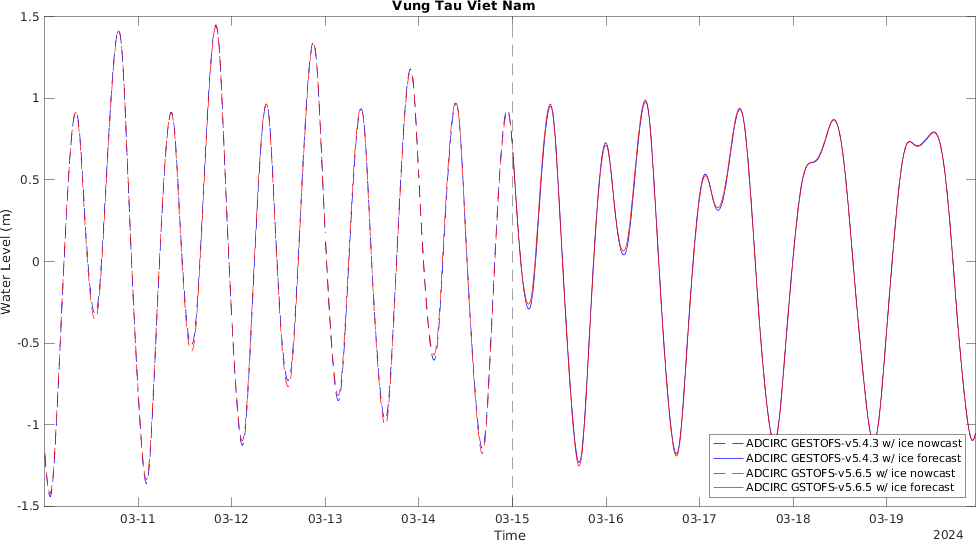 Vung Tau Viet Nam
1.5
1
0.5
0
-0.5
-1
-1.5
Water Level (m)
ADCIRC GESTOFS-v5.4.3 w/ ice nowcast
ADCIRC GESTOFS-v5.4.3 w/ ice forecast
ADCIRC GSTOFS-v5.6.5 w/ ice nowcast
ADCIRC GSTOFS-v5.6.5 w/ ice forecast
03-11 03-12 03-13 03-14 03-15 03-16 03-17 03-18 03-19
Time
2024